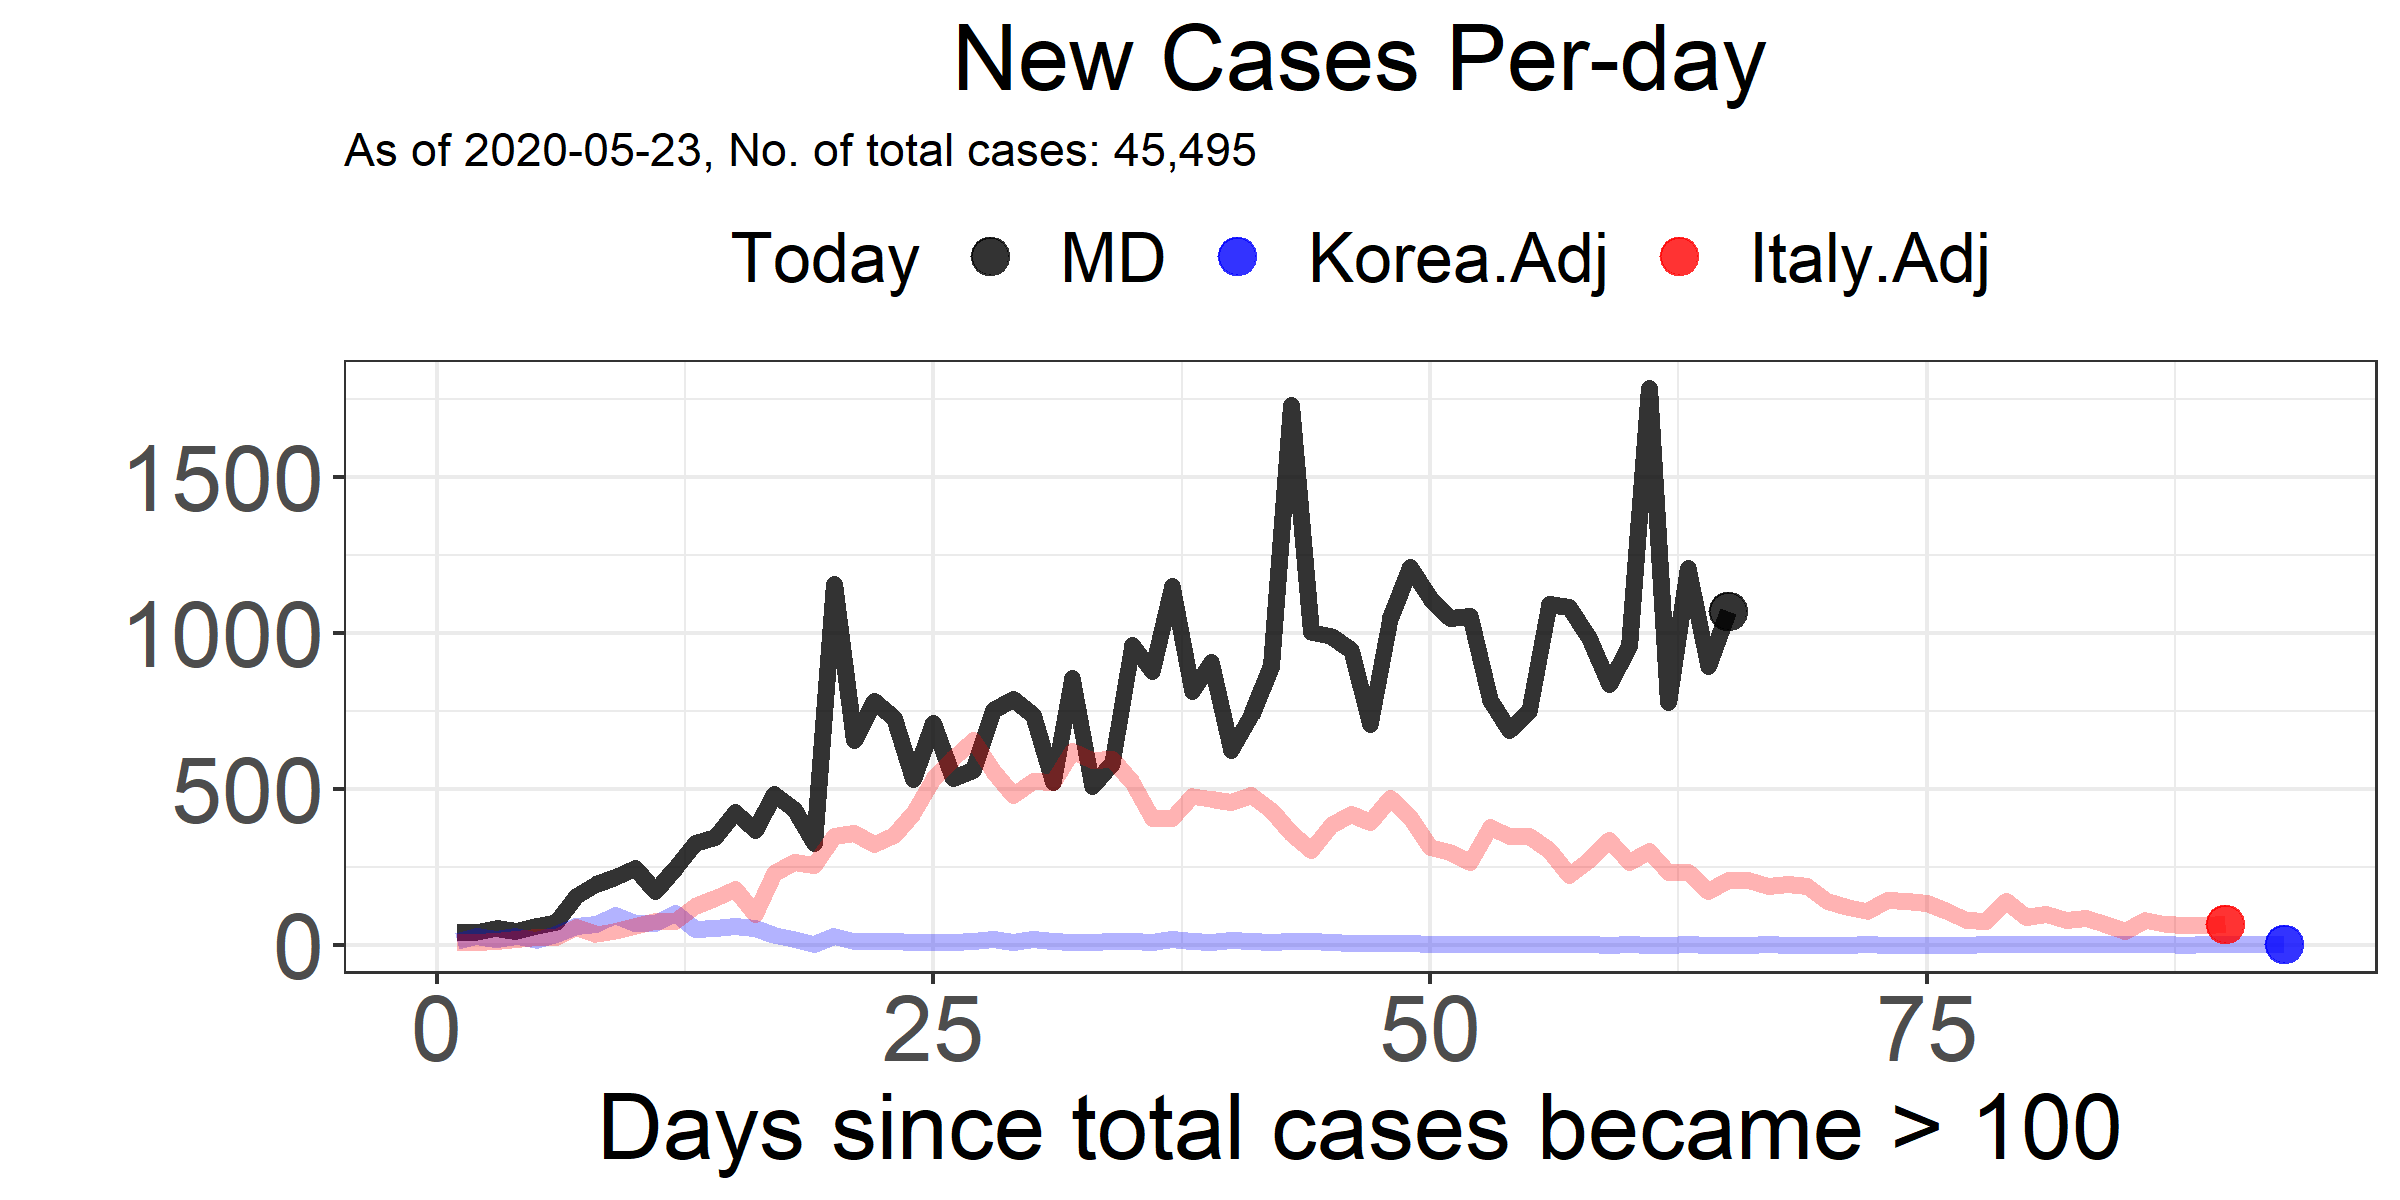 New Cases Per-day
As of 2020-05-23, No. of total cases: 45,495
Today MD Korea.Adj Italy.Adj
1500
1000
500
0
0 25 50 75
Days since total cases became > 100